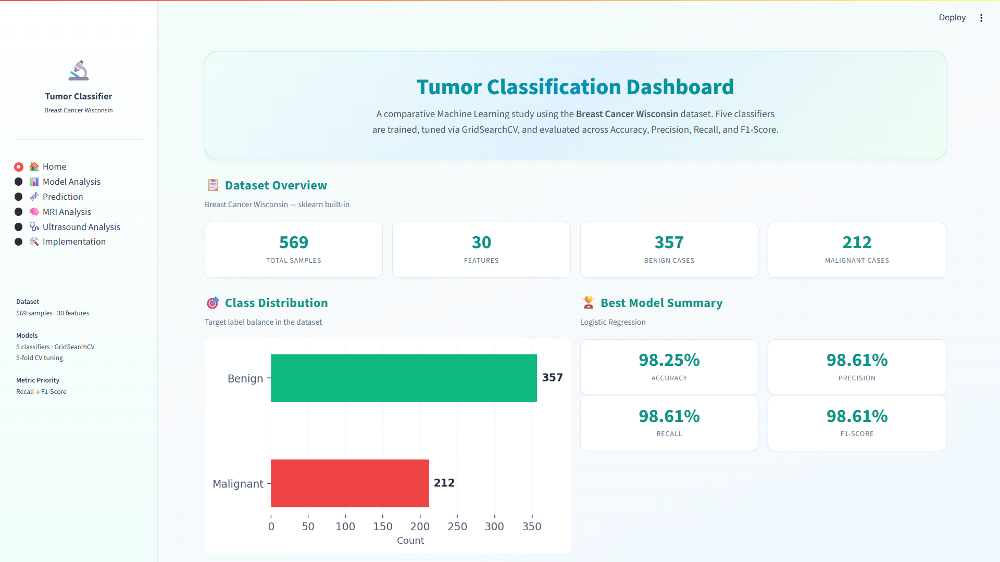 Deploy
Tumor Classifier
Breast Cancer Wisconsin
Home
Model Analysis
Prediction
MRI Analysis
Ultrasound Analysis
Implementation
Dataset
569 samples · 30 features
Models
5 classifiers · GridSearchCV
5-fold CV tuning
Metric Priority
Recall → F1-Score
Tumor Classification Dashboard
A comparative Machine Learning study using the Breast Cancer Wisconsin dataset. Five classifiers
are trained, tuned via GridSearchCV, and evaluated across Accuracy, Precision, Recall, and F1-Score.
Dataset Overview
Breast Cancer Wisconsin — sklearn built-in
569
TOTAL SAMPLES
30
FEATURES
357
BENIGN CASES
212
MALIGNANT CASES
Class Distribution
Target label balance in the dataset
Benign
357
Malignant
212
0 50 100 150 200 250 300 350
Count
Best Model Summary
Logistic Regression
98.25%
ACCURACY
98.61%
PRECISION
98.61%
RECALL
98.61%
F1-SCORE